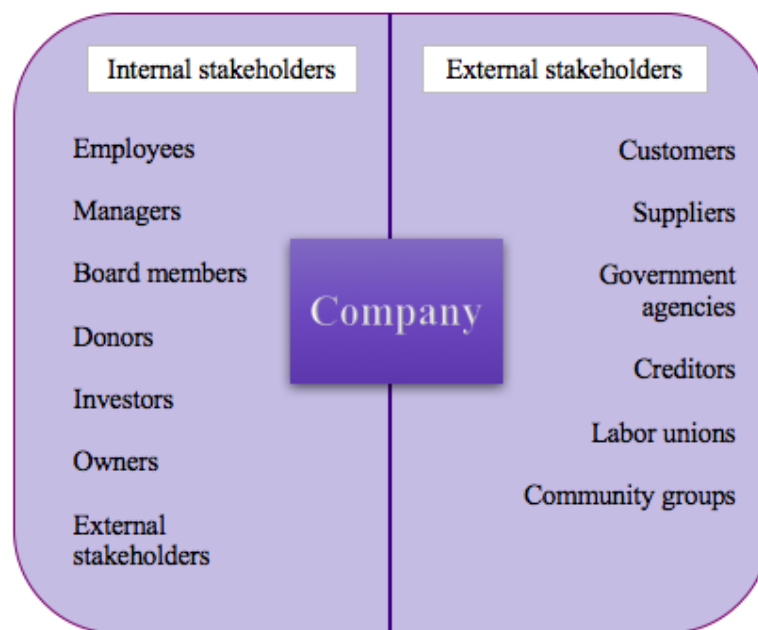 Internal stakeholders
Employees
Managers
Board members
Donors
Investors
Owners
External
stakeholders
Company
External stakeholders
Customers
Suppliers
Government
agencies
Creditors
Labor unions
Community groups